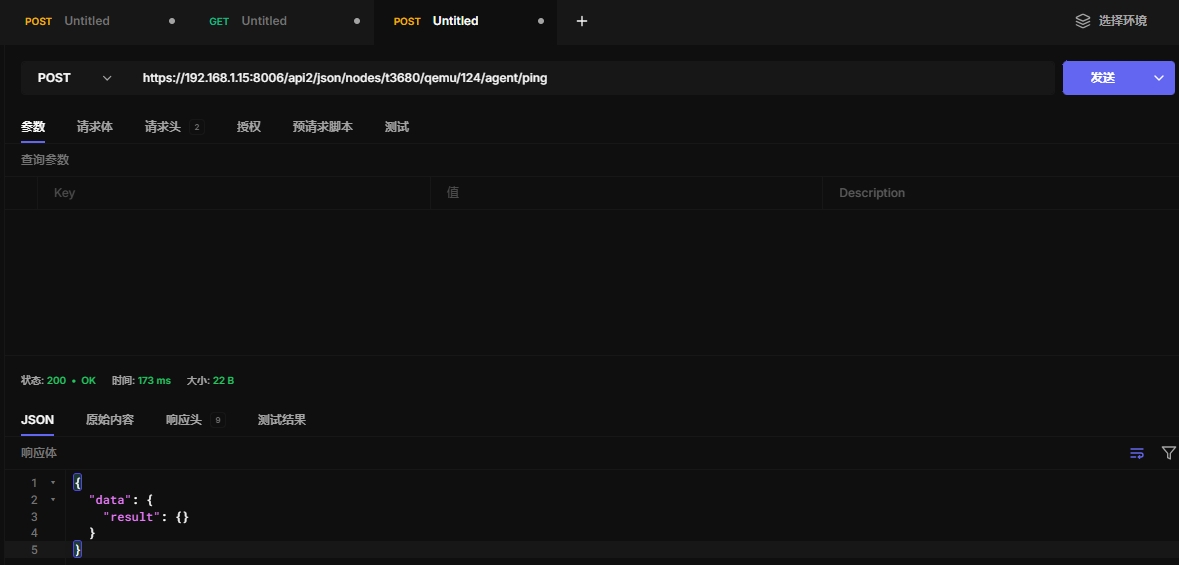 POST Untitled GET Untitled POST Untitled + 选择环境
POST https://192.168.1.15:8006/api2/json/nodes/t3680/qemu/124/agent/ping 发送
参数 请求体 请求头 2 授权 预请求脚本 测试
查询参数
Key 值 Description
状态: 200 • OK 时间: 173 ms 大小: 22 B
JSON 原始内容 响应头 9 测试结果
响应体
1 {
2 "data": {
3 "result": {}
4 }
5 }